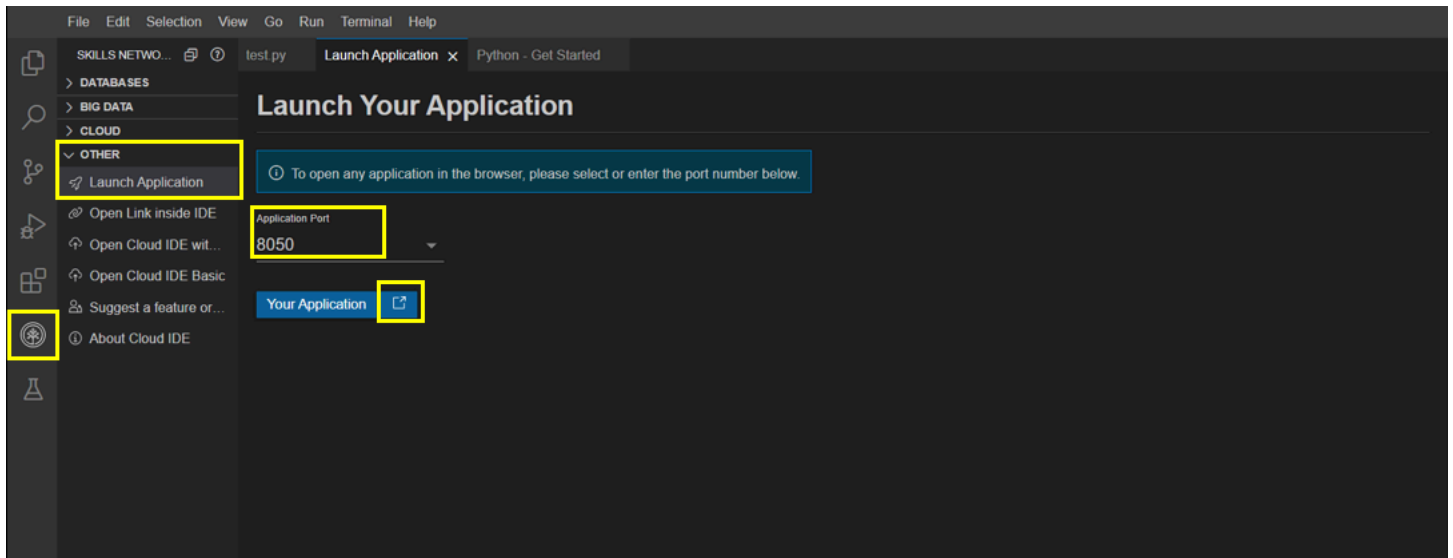 File Edit Selection View Go Run Terminal Help
SKILLS NETWO...
test.py Launch Application Python - Get Started
DATABASES
BIG DATA
CLOUD
OTHER
Launch Application
Open Link inside IDE
Open Cloud IDE wit...
Open Cloud IDE Basic
Suggest a feature or...
About Cloud IDE
Launch Your Application
To open any application in the browser, please select or enter the port number below.
Application Port
8050
Your Application